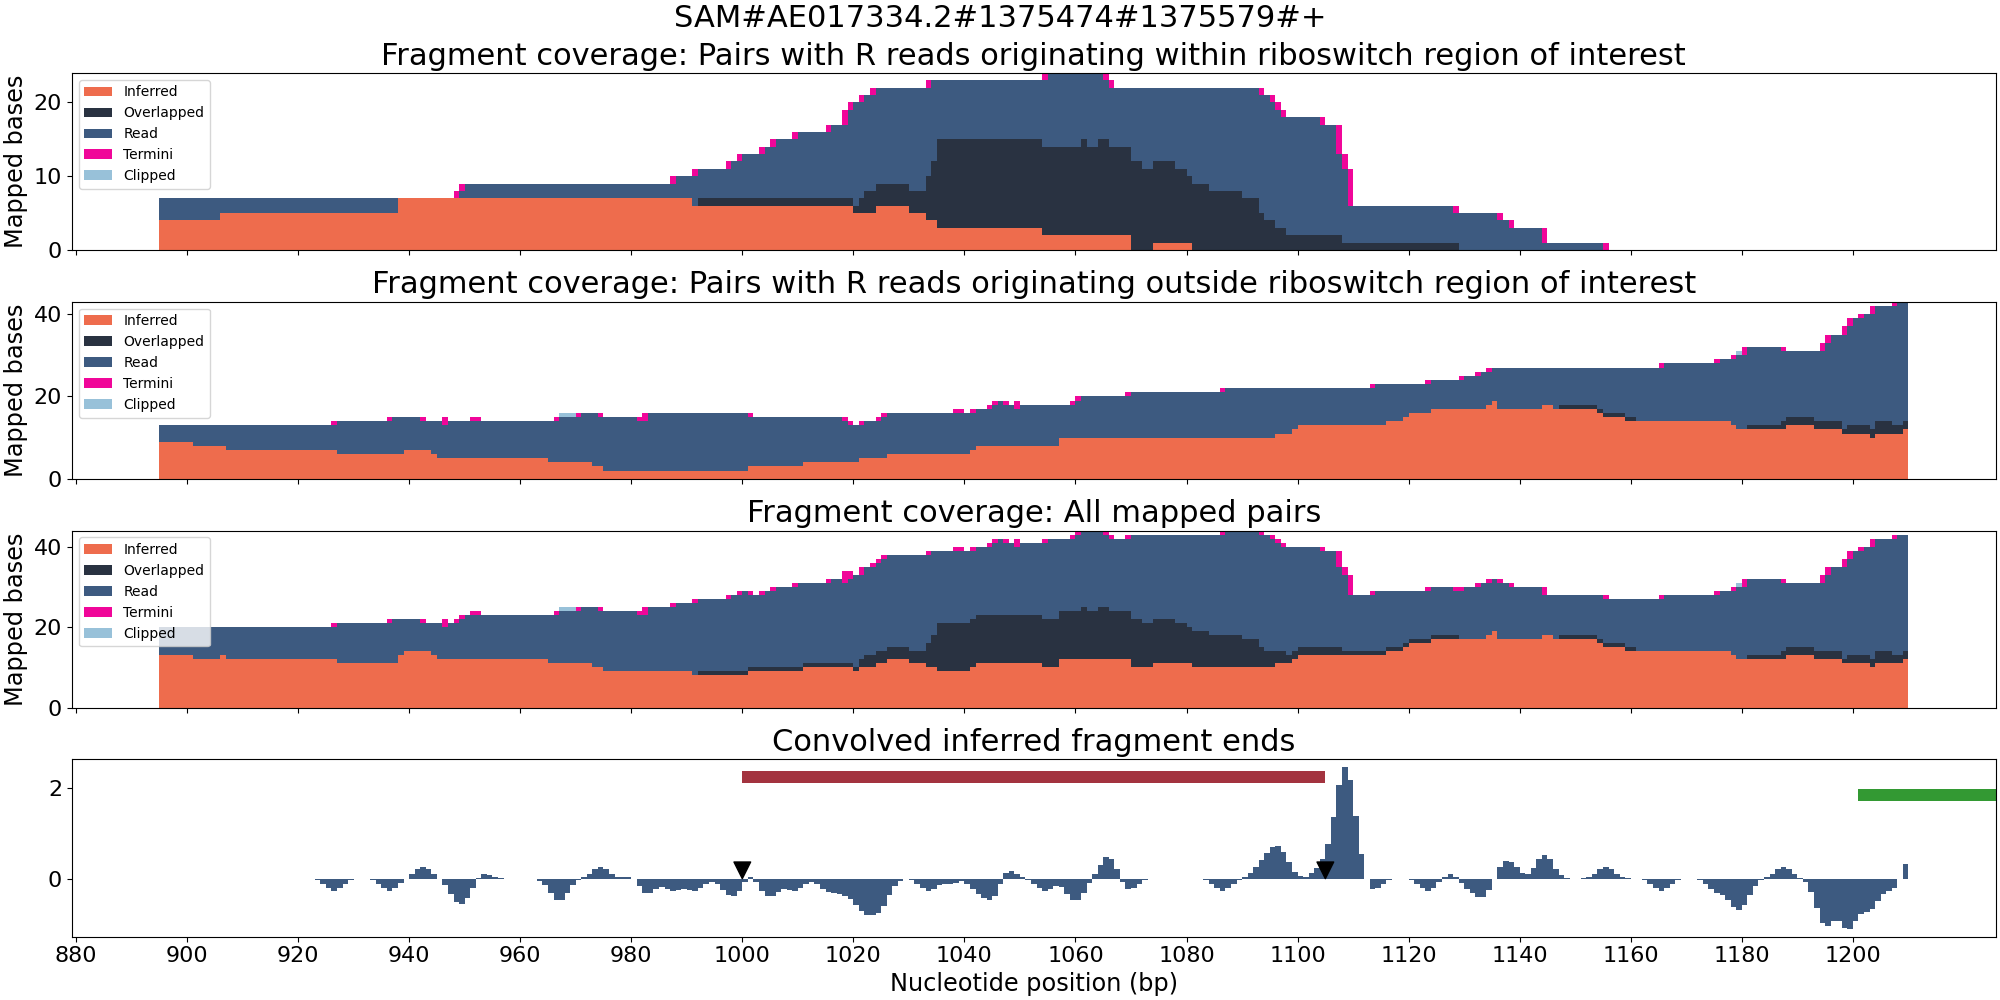 SAM#AE017334.2#1375474#1375579#+
Fragment coverage: Pairs with R reads originating within riboswitch region of interest
Mapped bases
20
10
0
Inferred
Overlapped
Read
Termini
Clipped
Fragment coverage: Pairs with R reads originating outside riboswitch region of interest
Mapped bases
40
20
0
Inferred
Overlapped
Read
Termini
Clipped
Fragment coverage: All mapped pairs
Mapped bases
40
20
0
Inferred
Overlapped
Read
Termini
Clipped
Convolved inferred fragment ends
2
0
880 900 920 940 960 980 1000 1020 1040 1060 1080 1100 1120 1140 1160 1180 1200
Nucleotide position (bp)